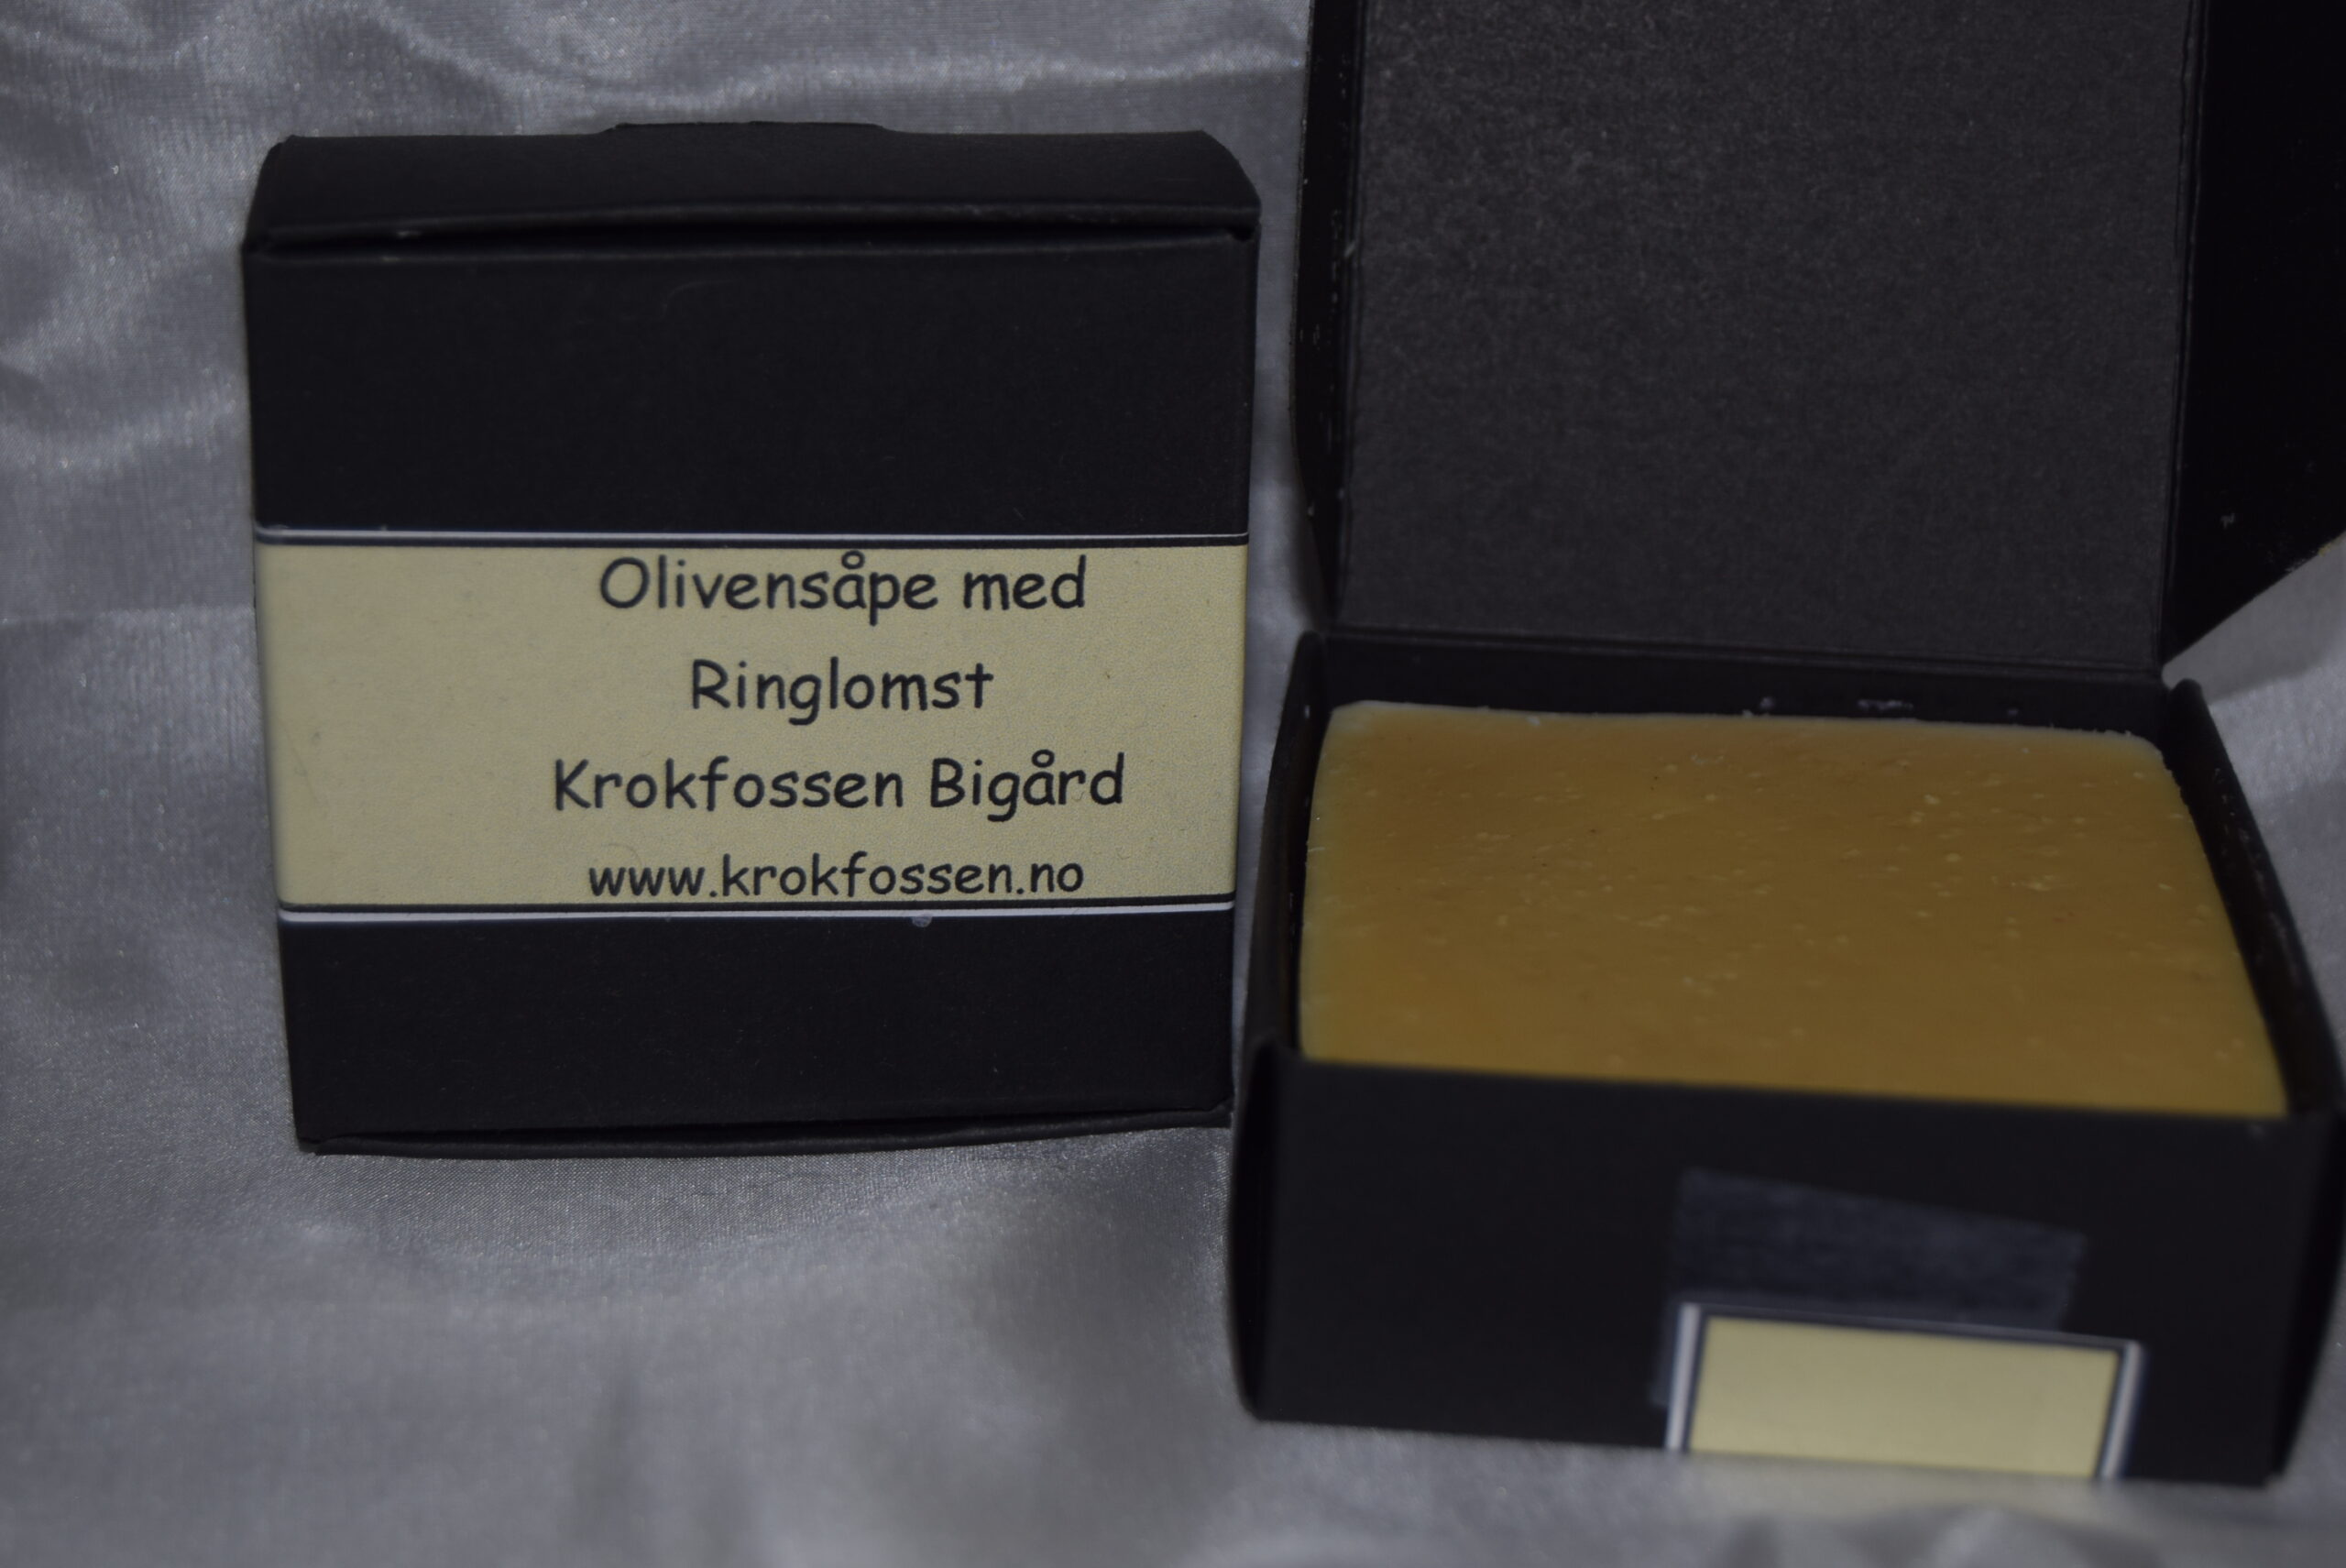 Olivensåpe med
Ringlomst
Krokfossen Bigård
www.krokfossen.no